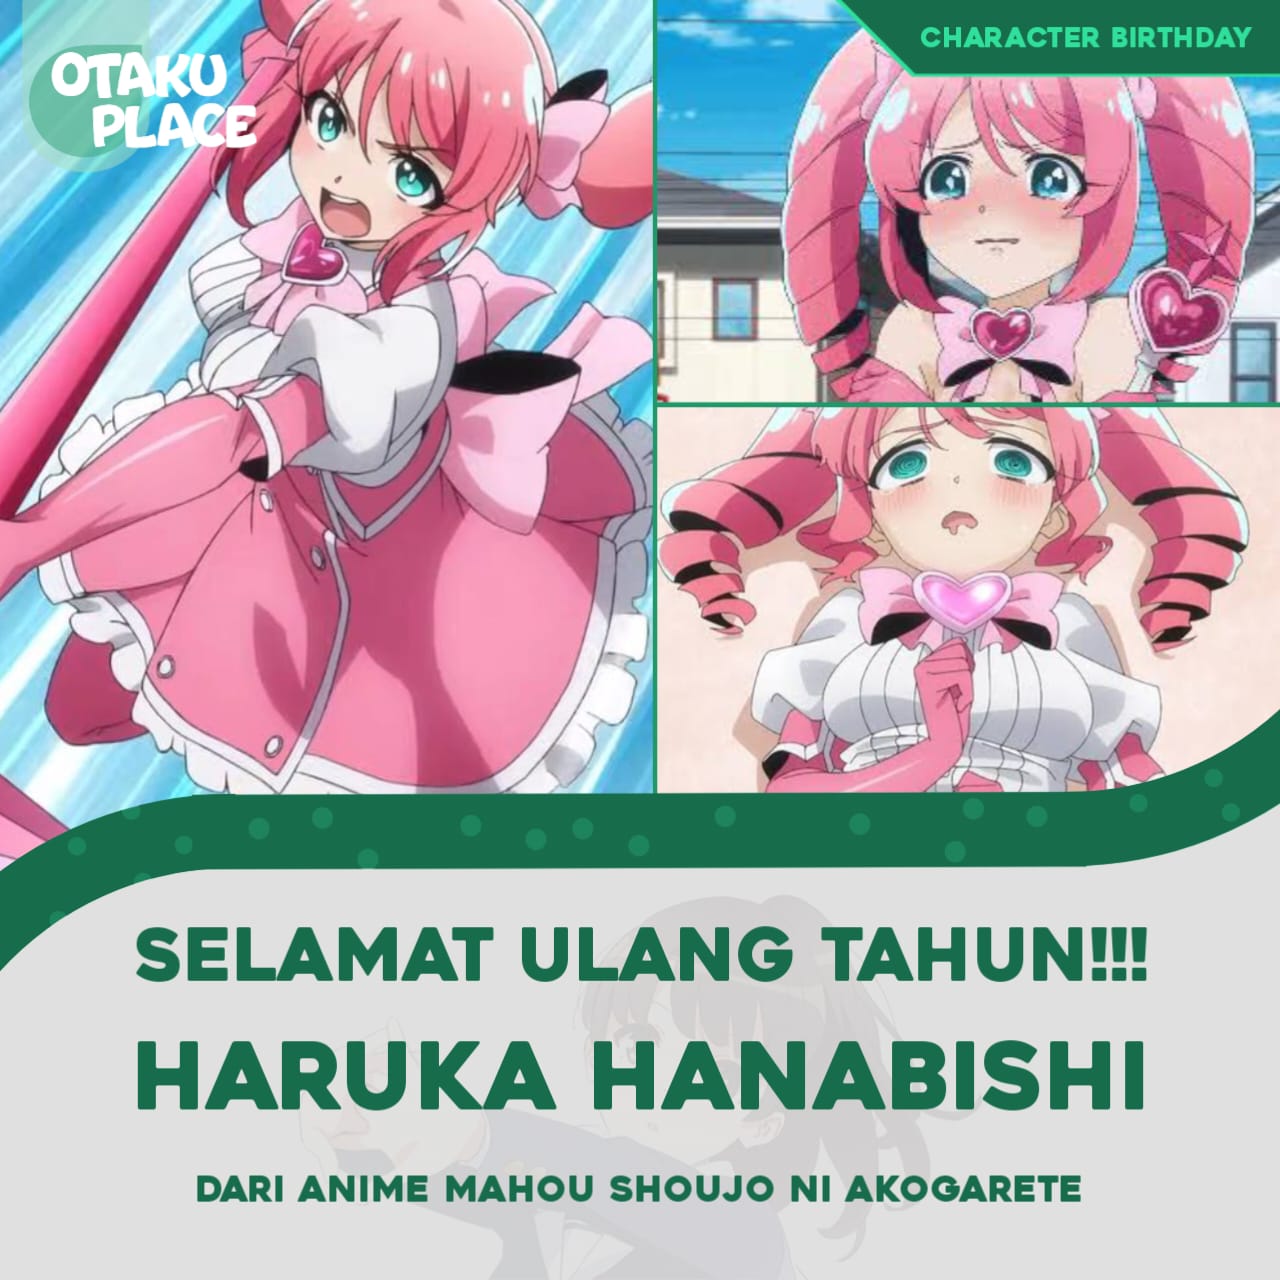 OTAKU
PLACE
CHARACTER BIRTHDAY
SELAMAT ULANG TAHUN!!!
HARUKA HANABISHI
DARI ANIME MAHOU SHOUJO NI AKOGARETE